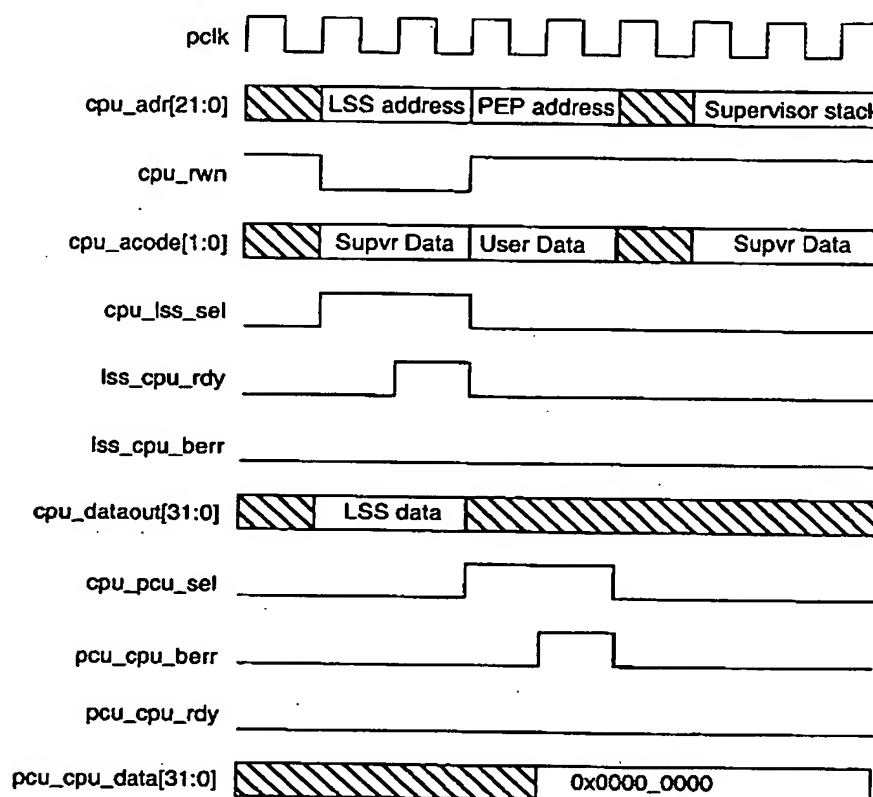 pclk
cpu_adr[21:0] LSS address PEP address Supervisor stack
cpu_rwn
cpu_acode[1:0] Supvr Data User Data Supvr Data
cpu_lss_sel
lss_cpu_rdy
lss_cpu_berr
cpu_dataout[31:0] LSS data
cpu_pcu_sel
pcu_cpu_berr
pcu_cpu_rdy
pcu_cpu_data[31:0] 0x0000_0000